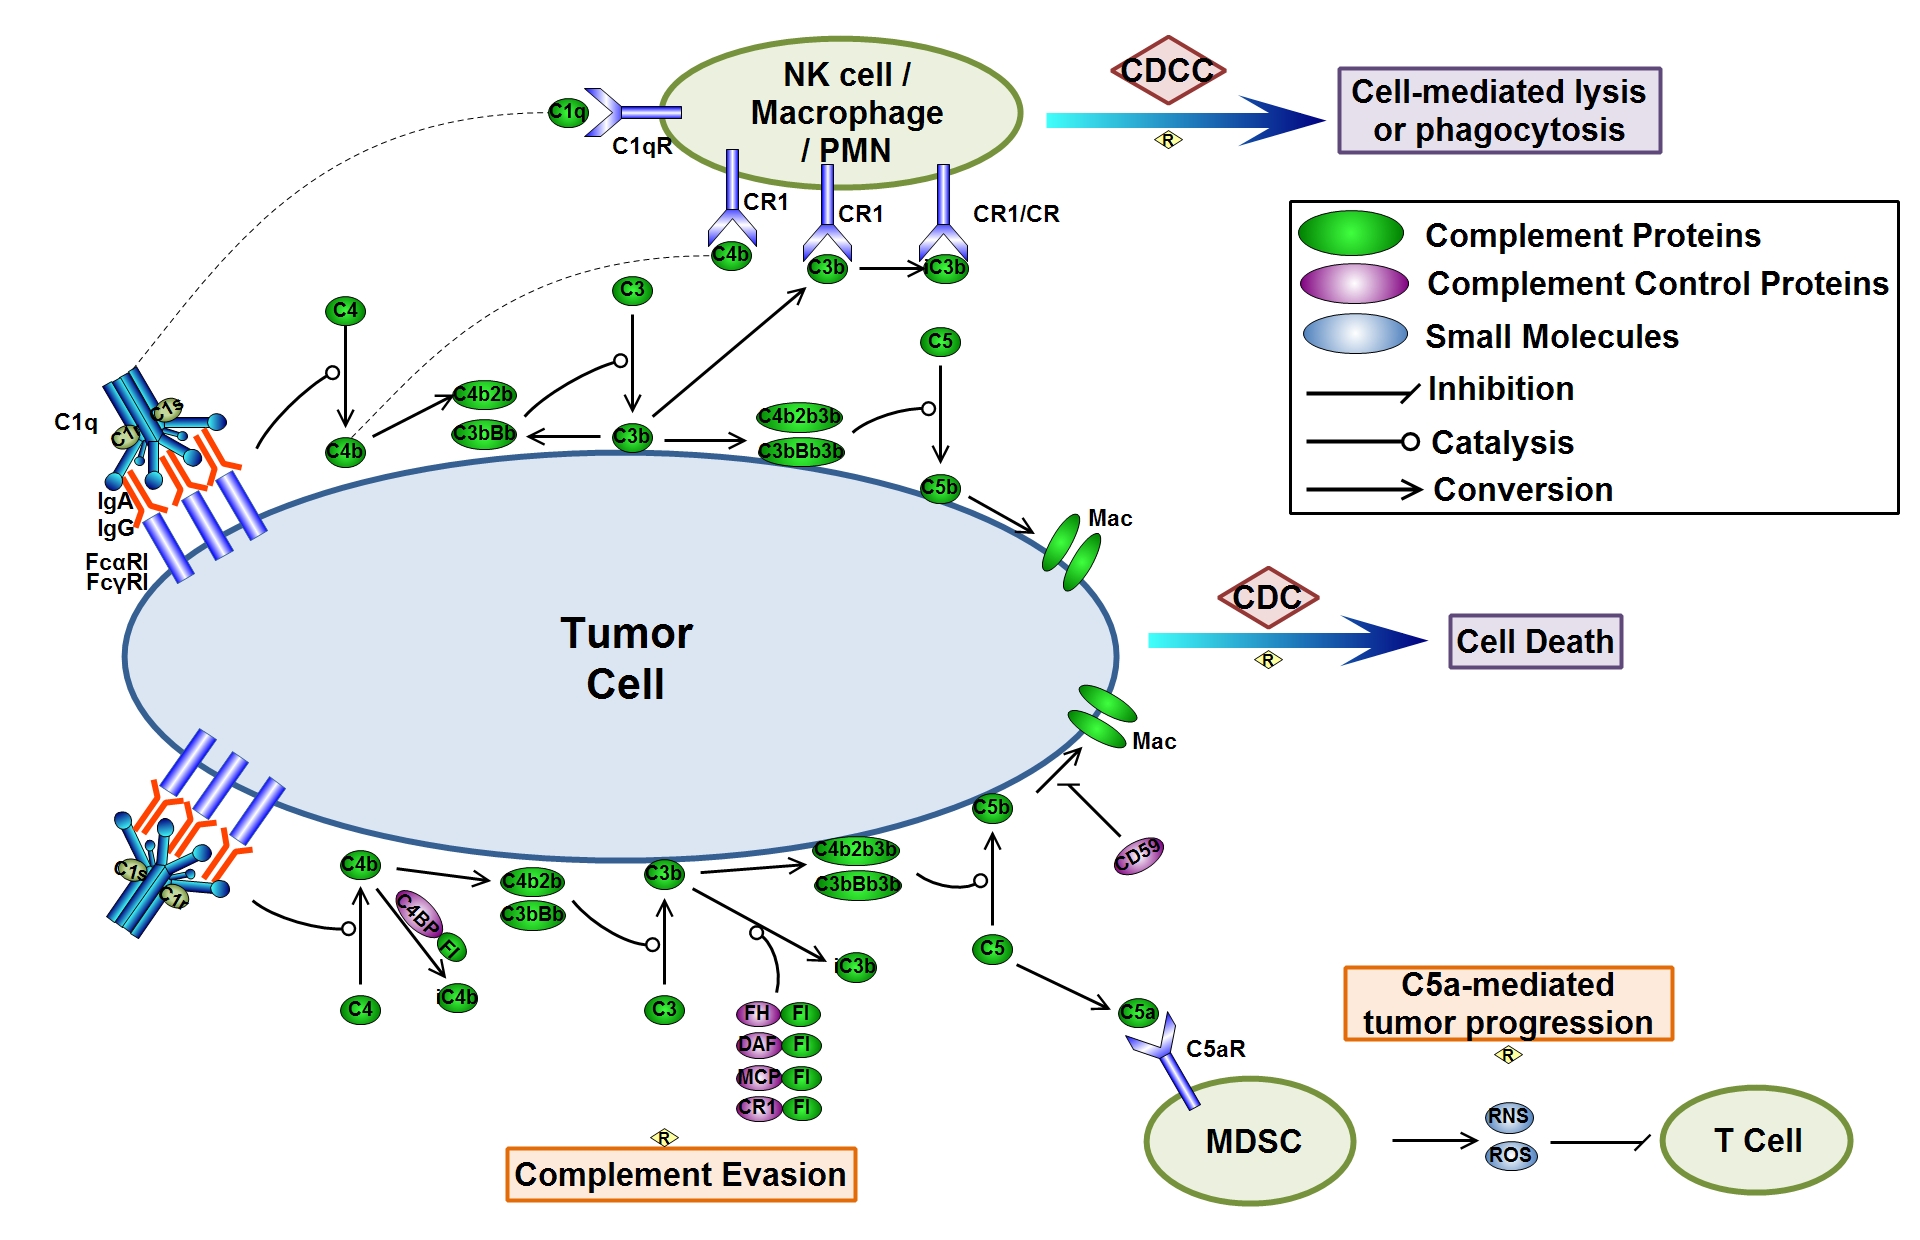 NK cell /
Macrophage
/ PMN
CDCC
R
Cell-mediated lysis
or phagocytosis
C1q
C1qR
CR1
CR1
CR1/CR
C4b
C3b
iC3b
Complement Proteins
Complement Control Proteins
Small Molecules
Inhibition
Catalysis
Conversion
C4
C3
C5
C1q
C1s
C1r
C4b
C4b2b
C3bBb
C3b
C4b2b3b
C3bBb3b
C5b
Mac
IgA
IgG
FcαRI
FcγRI
Tumor
Cell
CDC
R
Cell Death
Mac
C5b
CD59
C1s
C1r
C4b
C4BP
FI
iC4b
C4
C4b2b
C3bBb
C3b
C3
C4b2b3b
C3bBb3b
iC3b
C5
FH FI
DAF FI
MCP FI
CR1 FI
R
Complement Evasion
C5a
C5aR
MDSC
C5a-mediated
tumor progression
R
RNS
ROS
T Cell